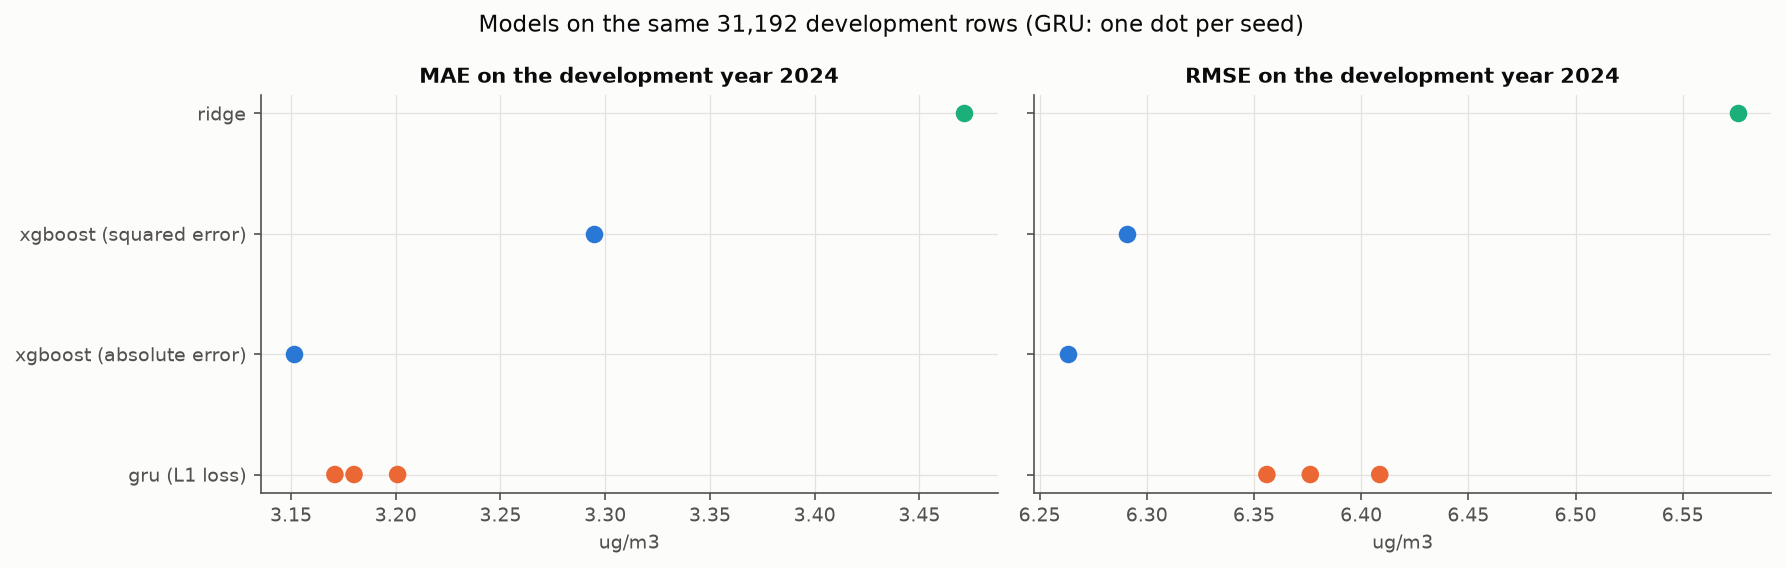 Models on the same 31,192 development rows (GRU: one dot per seed)
MAE on the development year 2024
RMSE on the development year 2024
ridge
xgboost (squared error)
xgboost (absolute error)
gru (L1 loss)
3.15 3.20 3.25 3.30 3.35 3.40 3.45
ug/m3
6.25 6.30 6.35 6.40 6.45 6.50 6.55
ug/m3